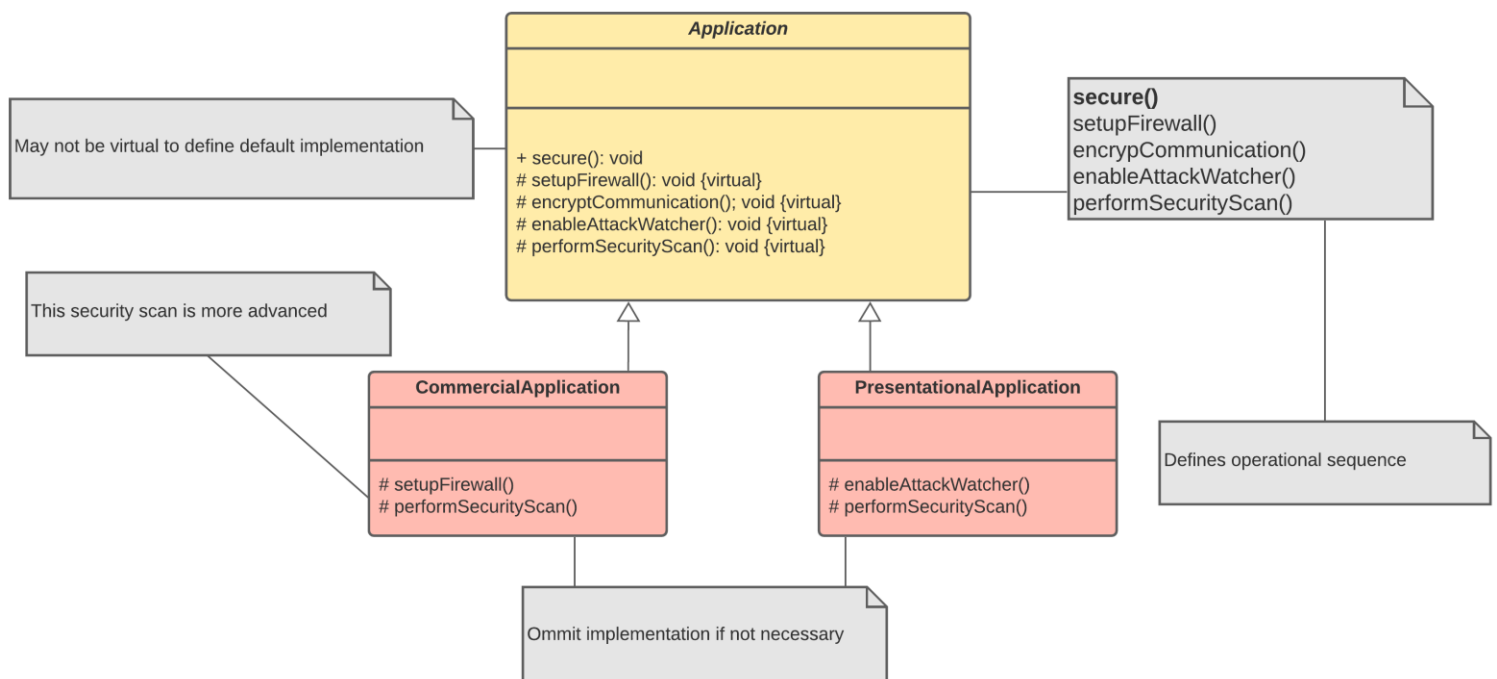 Application
+ secure(): void
# setupFirewall(): void {virtual}
# encryptCommunication(); void {virtual}
# enableAttackWatcher(): void {virtual}
# performSecurityScan(): void {virtual}
May not be virtual to define default implementation
secure()
setupFirewall()
encrypCommunication()
enableAttackWatcher()
performSecurityScan()
This security scan is more advanced
CommercialApplication
# setupFirewall()
# performSecurityScan()
PresentationalApplication
# enableAttackWatcher()
# performSecurityScan()
Defines operational sequence
Ommit implementation if not necessary